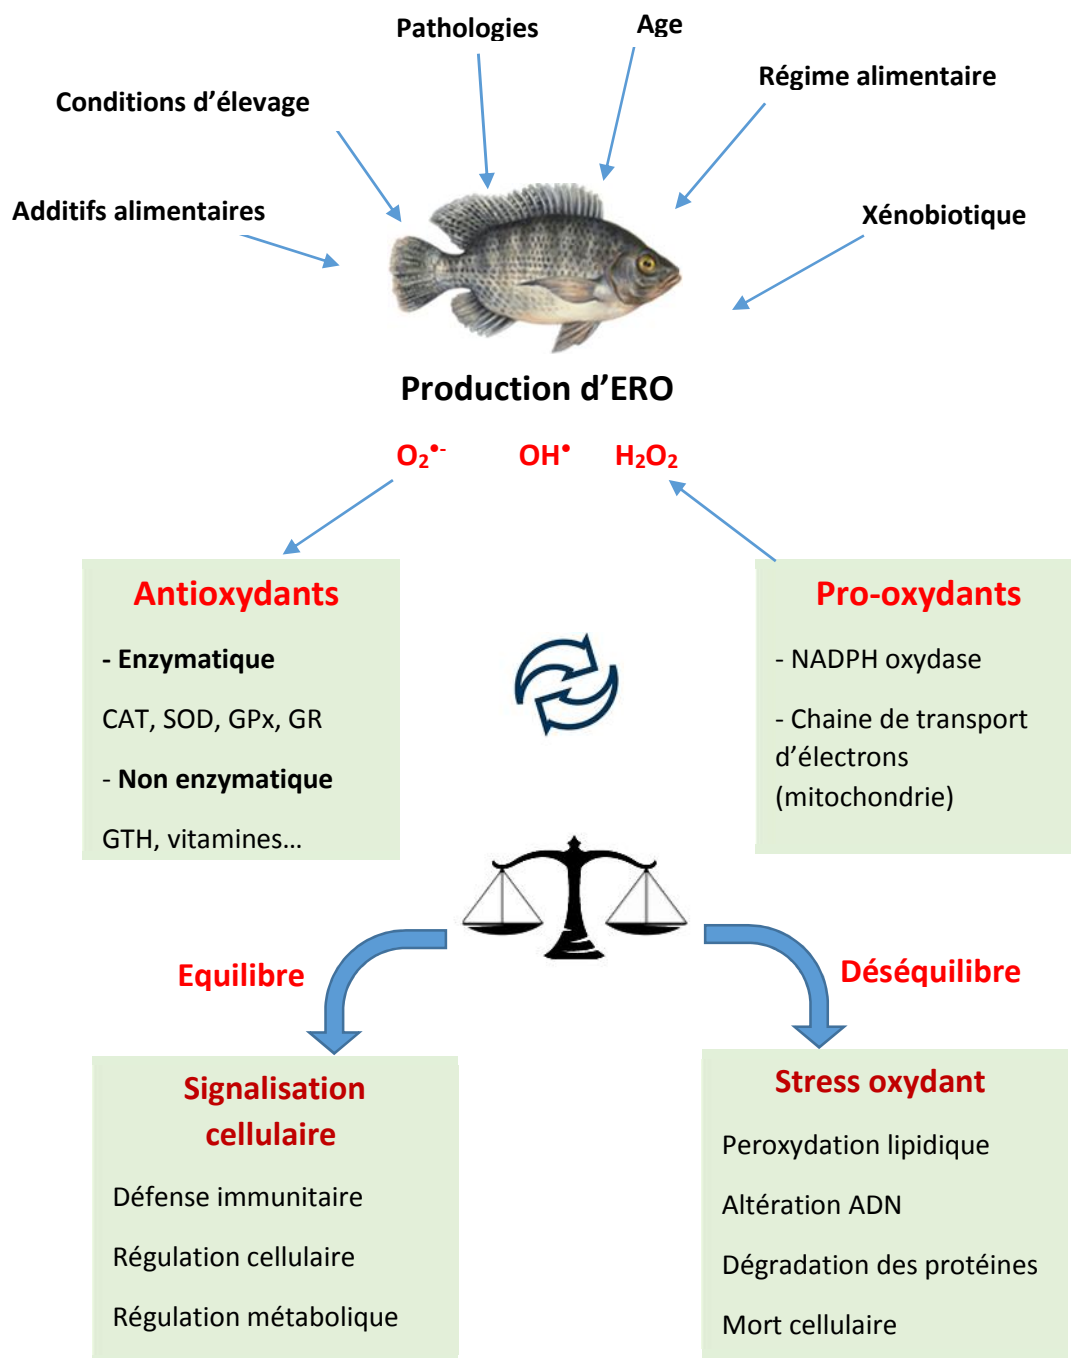 Pathologies
Age
Régime alimentaire
Conditions d’élevage
Additifs alimentaires
Xénobiotique
Production d’ERO
O₂•- OH• H₂O₂
Antioxydants
- Enzymatique
CAT, SOD, GPx, GR
- Non enzymatique
GTH, vitamines...
Pro-oxydants
- NADPH oxydase
- Chaine de transport
d’électrons
(mitochondrie)
Equilibre
Déséquilibre
Signalisation
cellulaire
Défense immunitaire
Régulation cellulaire
Régulation métabolique
Stress oxydant
Peroxydation lipidique
Altération ADN
Dégradation des protéines
Mort cellulaire